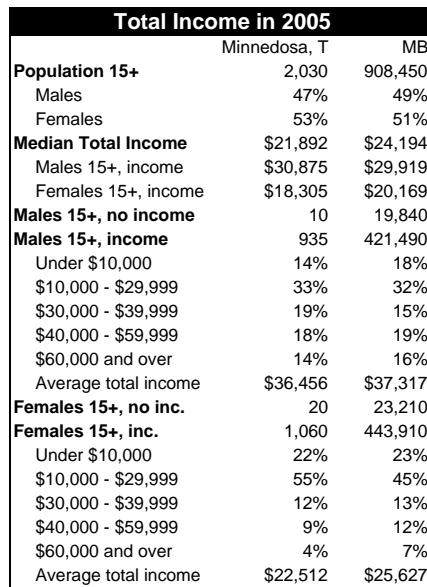 Total Income in 2005
Minnedosa, T MB
Population 15+ 2,030 908,450
Males 47% 49%
Females 53% 51%
Median Total Income $21,892 $24,194
Males 15+, income $30,875 $29,919
Females 15+, income $18,305 $20,169
Males 15+, no income 10 19,840
Males 15+, income 935 421,490
Under $10,000 14% 18%
$10,000 - $29,999 33% 32%
$30,000 - $39,999 19% 15%
$40,000 - $59,999 18% 19%
$60,000 and over 14% 16%
Average total income $36,456 $37,317
Females 15+, no inc. 20 23,210
Females 15+, inc. 1,060 443,910
Under $10,000 22% 23%
$10,000 - $29,999 55% 45%
$30,000 - $39,999 12% 13%
$40,000 - $59,999 9% 12%
$60,000 and over 4% 7%
Average total income $22,512 $25,627